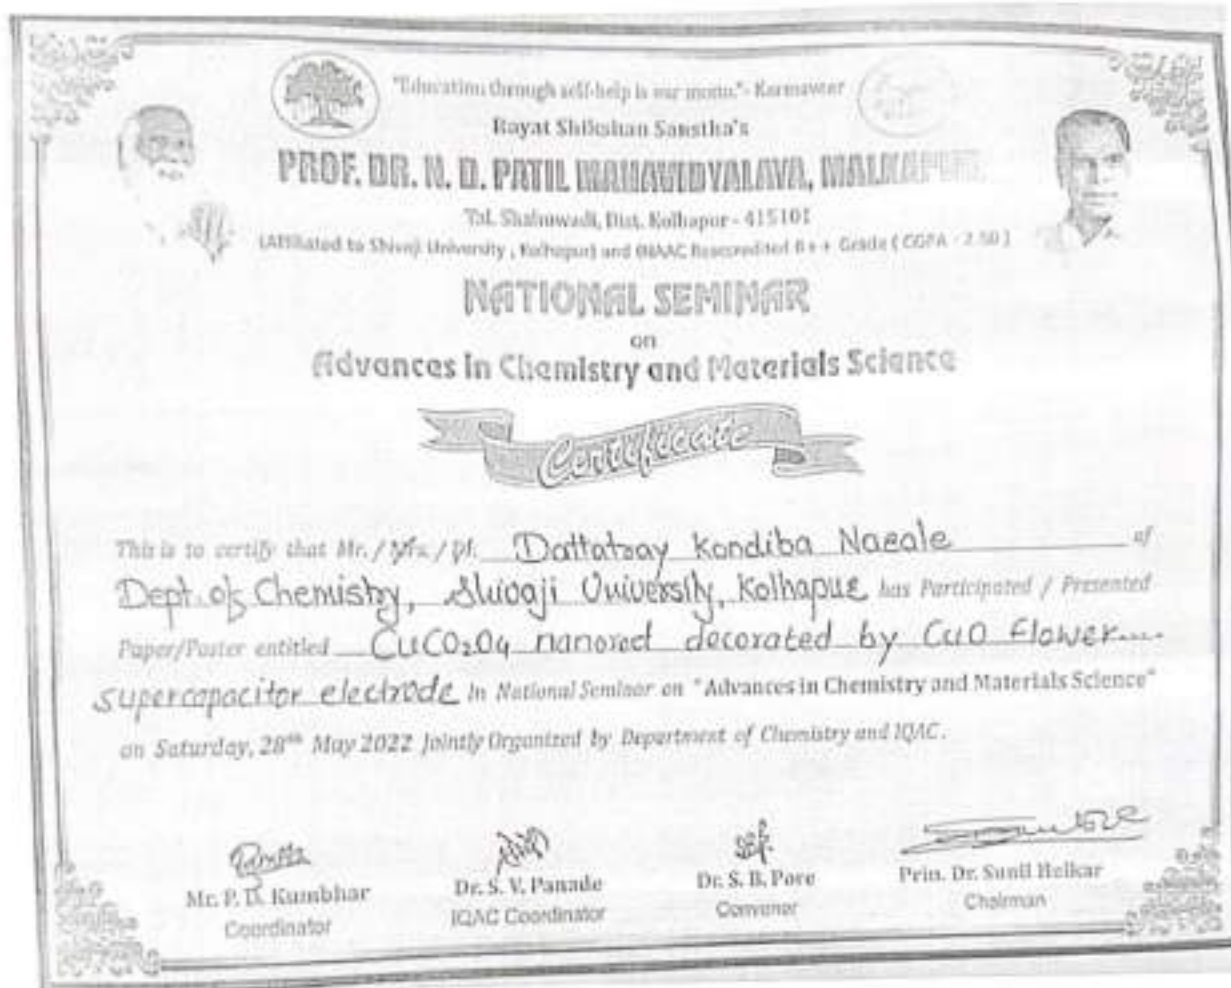 "Education through self-help is our motto."- Karmaveer
Rayat Shikshan Sanstha's
PROF. DR. N. D. PATIL MAHAVIDYALAYA, MALKAPUR
Tal. Shahuwadi, Dist. Kolhapur - 415101
(Affiliated to Shivaji University, Kolhapur) and (NAAC Reaccredited B++ Grade (CGPA - 2.50)
NATIONAL SEMINAR
on
Advances in Chemistry and Materials Science
Certificate
This is to certify that Mr. / Mrs. / Dr. Dattatray Kondiba Narale of
Dept. of Chemistry, Shivaji University, Kolhapur has Participated / Presented
Paper/Poster entitled CuCO₂O₄ nanorod decorated by CuO flower....
supercapacitor electrode in National Seminar on "Advances in Chemistry and Materials Science"
on Saturday, 28th May 2022 Jointly Organized by Department of Chemistry and IQAC.
Mr. P. D. Kumbhar
Coordinator
Dr. S. V. Panade
IQAC Coordinator
Dr. S. B. Pore
Convener
Prin. Dr. Sunil Helkar
Chairman